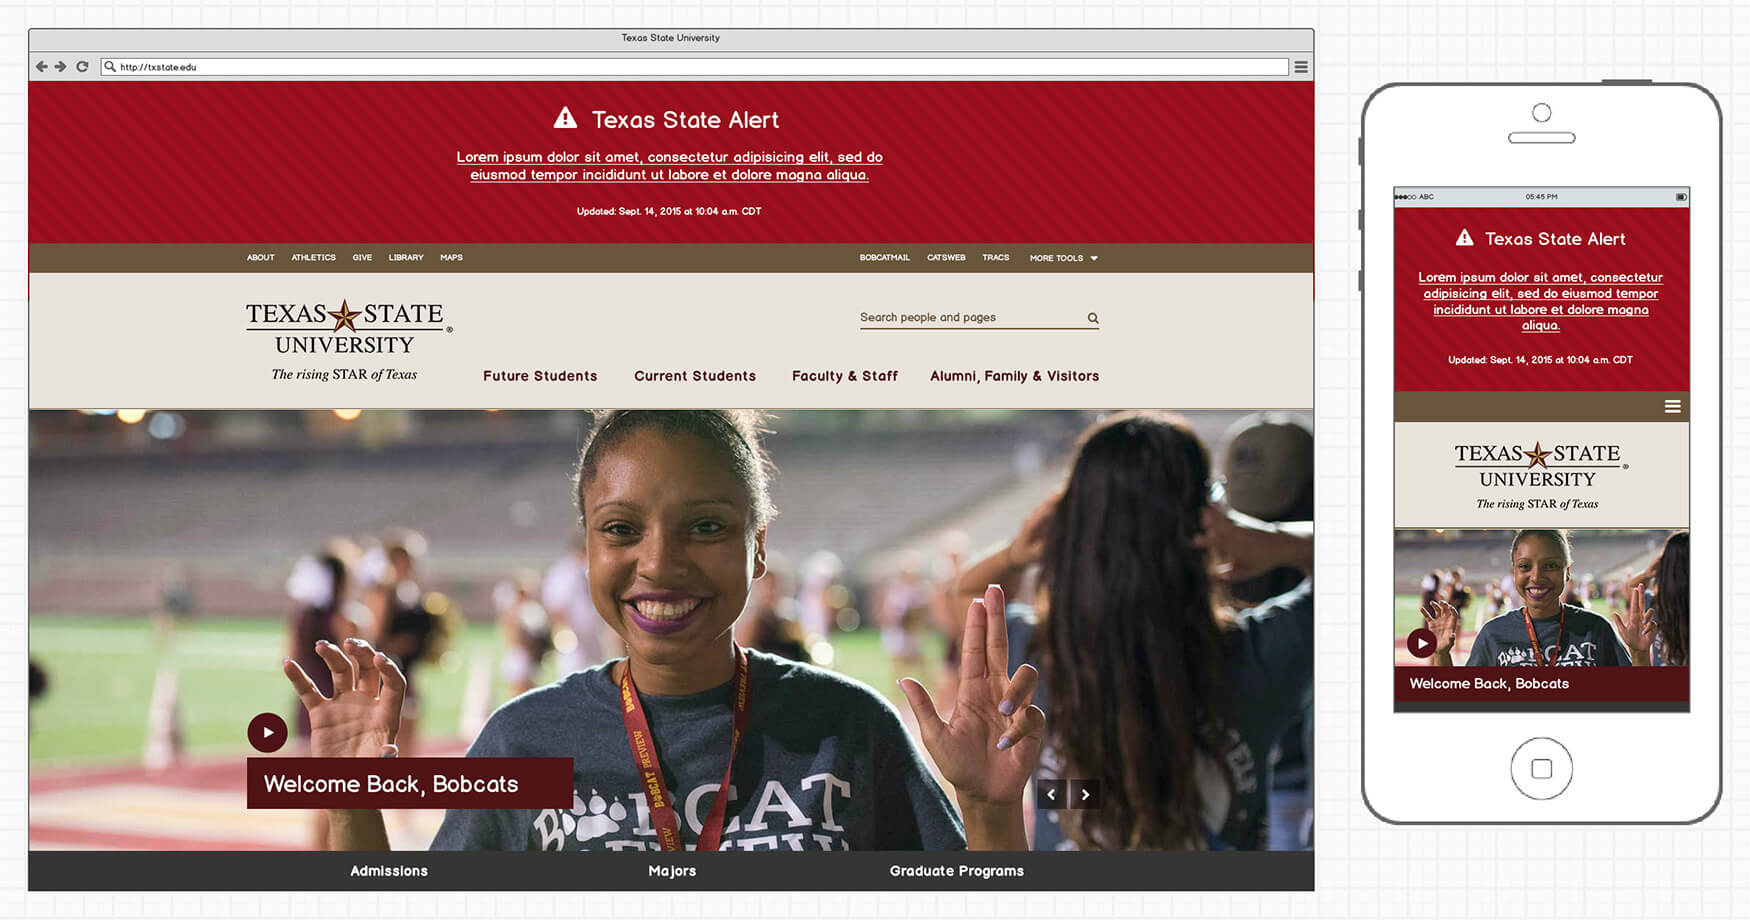 Texas State University
http://txstate.edu
Texas State Alert
Lorem ipsum dolor sit amet, consectetur adipisicing elit, sed do
eiusmod tempor incididunt ut labore et dolore magna aliqua.
Updated: Sept. 14, 2015 at 10:04 a.m. CDT
ABOUT ATHLETICS GIVE LIBRARY MAPS BOBCATMAIL CATSWEB TRACS MORE TOOLS
TEXAS STATE
UNIVERSITY
®
The rising STAR of Texas
Search people and pages
Future Students Current Students Faculty & Staff Alumni, Family & Visitors
BOBCAT PREVIEW
BOBCAT
Welcome Back, Bobcats
Admissions Majors Graduate Programs
ABC 05:45 PM
Texas State Alert
Lorem ipsum dolor sit amet, consectetur
adipisicing elit, sed do eiusmod tempor
incididunt ut labore et dolore magna
aliqua.
Updated: Sept. 14, 2015 at 10:04 a.m. CDT
TEXAS STATE
UNIVERSITY
®
The rising STAR of Texas
Welcome Back, Bobcats